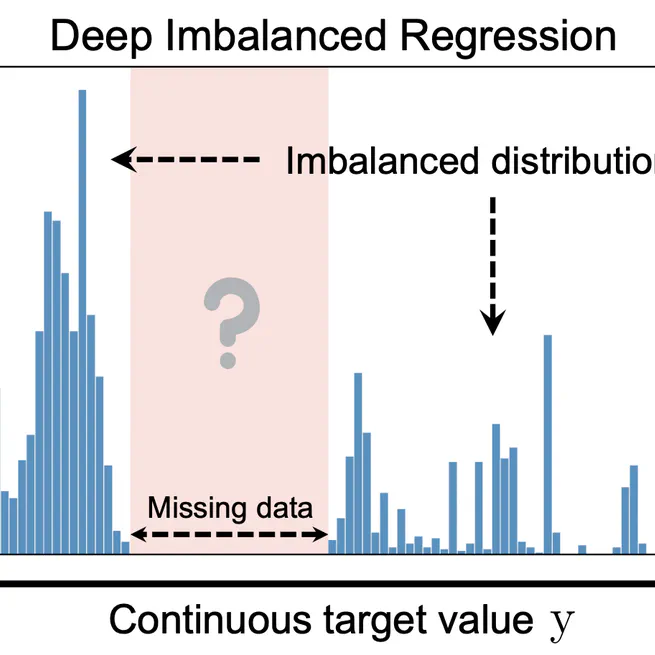 Deep Imbalanced Regression
Imbalanced distributio
?
Missing data
Continuous target value y